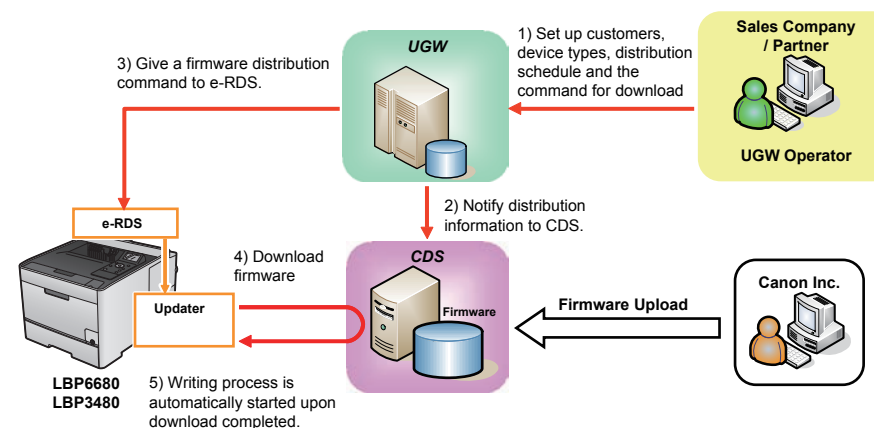 Sales Company
/ Partner
UGW Operator
1) Set up customers,
device types, distribution
schedule and the
command for download
UGW
3) Give a firmware distribution
command to e-RDS.
2) Notify distribution
information to CDS.
e-RDS
Updater
4) Download
firmware
CDS
Firmware
Firmware Upload
Canon Inc.
LBP6680
LBP3480
5) Writing process is
automatically started upon
download completed.